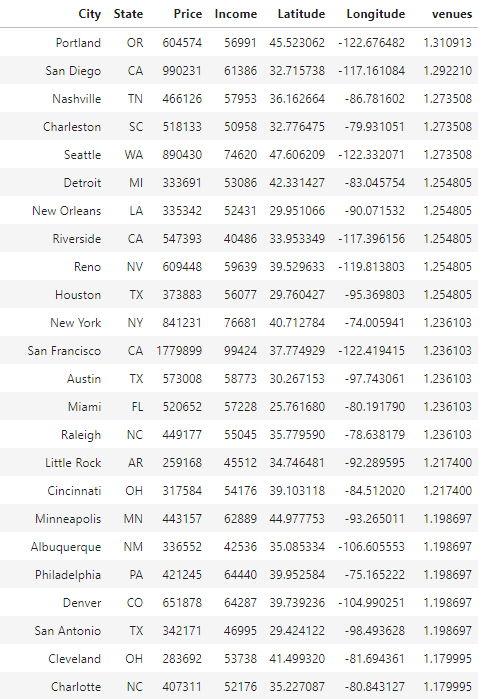 City State Price Income Latitude Longitude venues
Portland OR 604574 56991 45.523062 -122.676482 1.310913
San Diego CA 990231 61386 32.715738 -117.161084 1.292210
Nashville TN 466126 57953 36.162664 -86.781602 1.273508
Charleston SC 518133 50958 32.776475 -79.931051 1.273508
Seattle WA 890430 74620 47.606209 -122.332071 1.273508
Detroit MI 333691 53086 42.331427 -83.045754 1.254805
New Orleans LA 335342 52431 29.951066 -90.071532 1.254805
Riverside CA 547393 40486 33.953349 -117.396156 1.254805
Reno NV 609448 59639 39.529633 -119.813803 1.254805
Houston TX 373883 56077 29.760427 -95.369803 1.254805
New York NY 841231 76681 40.712784 -74.005941 1.236103
San Francisco CA 1779899 99424 37.774929 -122.419415 1.236103
Austin TX 573008 58773 30.267153 -97.743061 1.236103
Miami FL 520652 57228 25.761680 -80.191790 1.236103
Raleigh NC 449177 55045 35.779590 -78.638179 1.236103
Little Rock AR 259168 45512 34.746481 -92.289595 1.217400
Cincinnati OH 317584 54176 39.103118 -84.512020 1.217400
Minneapolis MN 443157 62889 44.977753 -93.265011 1.198697
Albuquerque NM 336552 42536 35.085334 -106.605553 1.198697
Philadelphia PA 421245 64440 39.952584 -75.165222 1.198697
Denver CO 651878 64287 39.739236 -104.990251 1.198697
San Antonio TX 342171 46995 29.424122 -98.493628 1.198697
Cleveland OH 283692 53738 41.499320 -81.694361 1.179995
Charlotte NC 407311 52176 35.227087 -80.843127 1.179995